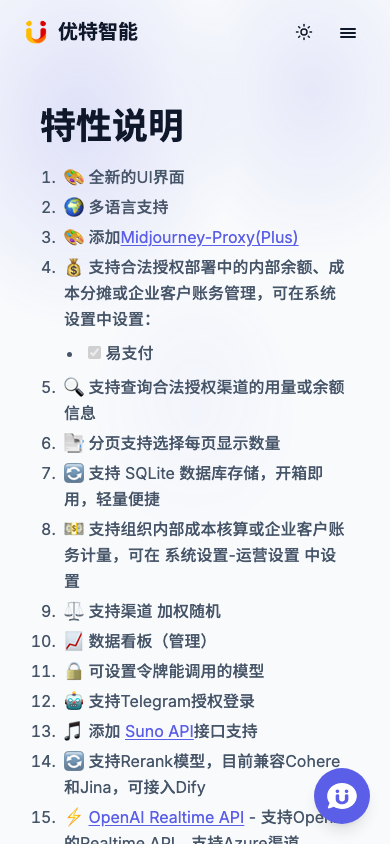 优特智能
特性说明
1. 🎨 全新的UI界面
2. 🌍 多语言支持
3. 🎨 添加Midjourney-Proxy(Plus)
4. 💰 支持合法授权部署中的内部余额、成
本分摊或企业客户账务管理，可在系统
设置中设置：
• 易支付
5. 🔍 支持查询合法授权渠道的用量或余额
信息
6. 📑 分页支持选择每页显示数量
7. 🔄 支持 SQLite 数据库存储，开箱即
用，轻量便捷
8. 💵 支持组织内部成本核算或企业客户账
务计量，可在 系统设置-运营设置 中设
置
9. ⚖️ 支持渠道 加权随机
10. 📈 数据看板（管理）
11. 🔒 可设置令牌能调用的模型
12. 🤖 支持Telegram授权登录
13. 🎵 添加 Suno API接口支持
14. 🔄 支持Rerank模型，目前兼容Cohere
和Jina，可接入Dify
15. ⚡ OpenAI Realtime API - 支持Open
的Realtime API，支持Azure渠道